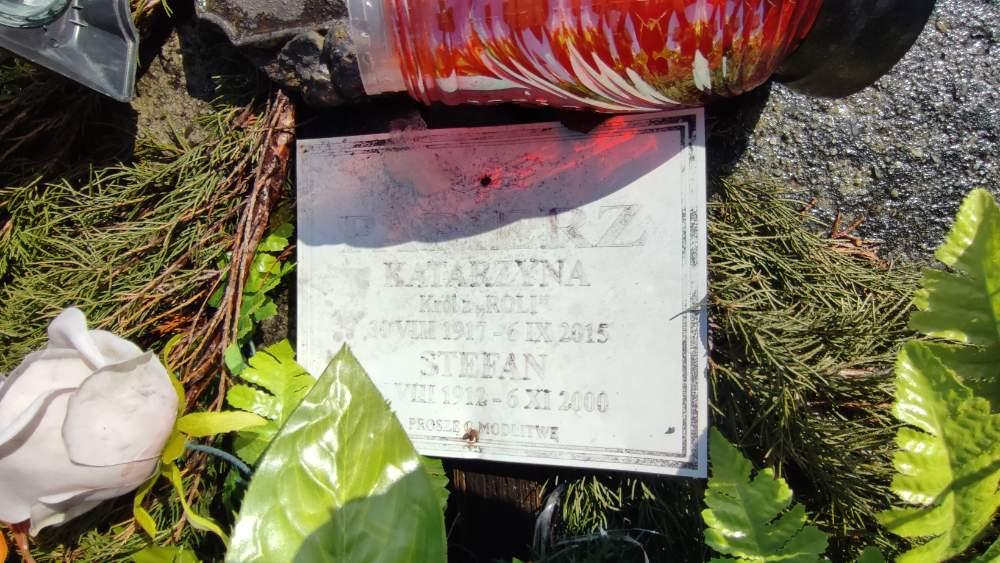 KATARZYNA
„ROLI"
30 VIII 1917 - 6 IX 2015
STEFAN
VIII 1912 - 6 XI 2000
PROSZĘ O MODLITWĘ